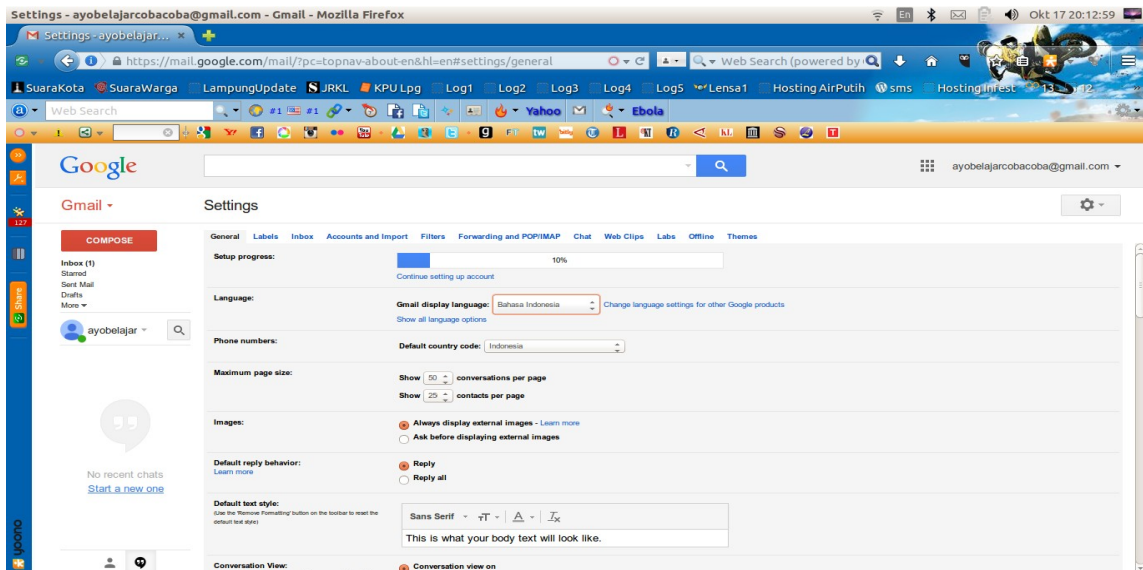 Settings - ayobelajarcobacoba@gmail.com - Gmail - Mozilla Firefox
En
Okt 17 20:12:59
Settings - ayobelajar... ×
https://mail.google.com/mail/?pc=topnav-about-en&hl=en#settings/general
Web Search (powered by
SuaraKota SuaraWarga LampungUpdate JRKL KPU Lpg Log1 Log2 Log3 Log4 Log5 Lensa1 Hosting AirPutih sms Hosting Infest
Web Search #1 #1 Yahoo Ebola
Google
ayobelajarcobacoba@gmail.com
Gmail
Settings
127
COMPOSE
Inbox (1)
Starred
Sent Mail
Drafts
More
ayobelajar
No recent chats
Start a new one
Share
yoono
General Labels Inbox Accounts and Import Filters Forwarding and POP/IMAP Chat Web Clips Labs Offline Themes
Setup progress: 10%
Continue setting up account
Language: Gmail display language: Bahasa Indonesia Change language settings for other Google products
Show all language options
Phone numbers: Default country code: Indonesia
Maximum page size: Show 50 conversations per page
Show 25 contacts per page
Images: Always display external images - Learn more
Ask before displaying external images
Default reply behavior: Reply
Learn more
Reply all
Default text style:
(Use the 'Remove Formatting' button on the toolbar to reset the
default text style)
Sans Serif
This is what your body text will look like.
Conversation View: Conversation view on